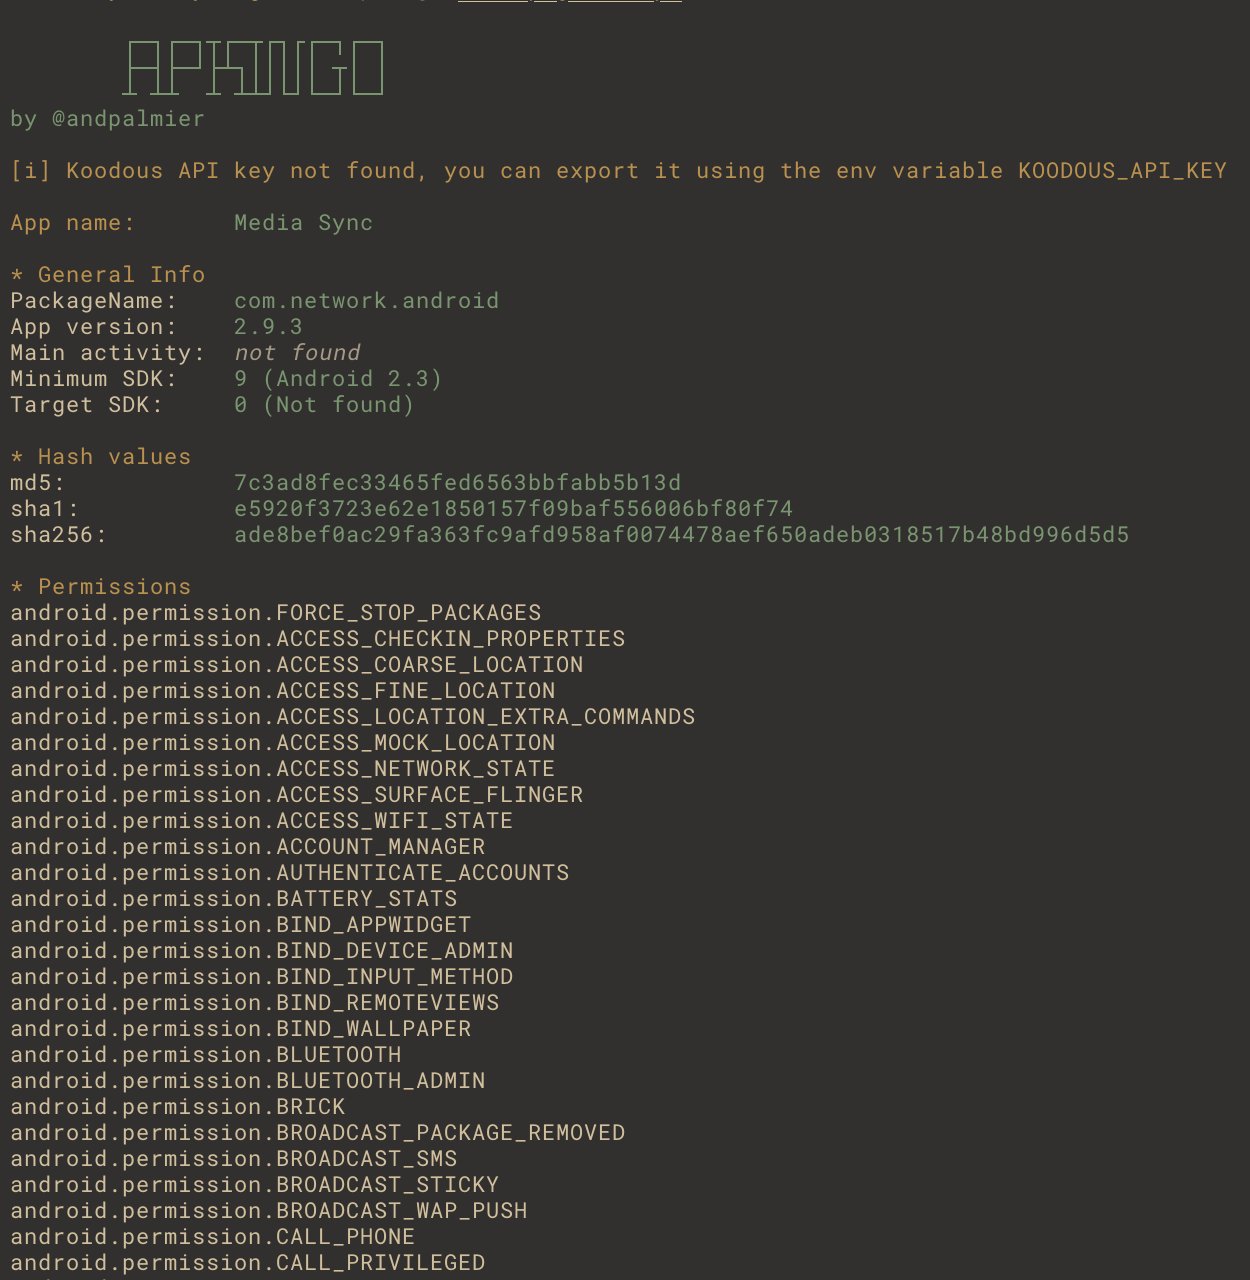 APKINGO
by @andpalmier
[i] Koodous API key not found, you can export it using the env variable KOODOUS_API_KEY
App name: Media Sync
* General Info
PackageName: com.network.android
App version: 2.9.3
Main activity: not found
Minimum SDK: 9 (Android 2.3)
Target SDK: 0 (Not found)
* Hash values
md5: 7c3ad8fec33465fed6563bbfabb5b13d
sha1: e5920f3723e62e1850157f09baf556006bf80f74
sha256: ade8bef0ac29fa363fc9afd958af0074478aef650adeb0318517b48bd996d5d5
* Permissions
android.permission.FORCE_STOP_PACKAGES
android.permission.ACCESS_CHECKIN_PROPERTIES
android.permission.ACCESS_COARSE_LOCATION
android.permission.ACCESS_FINE_LOCATION
android.permission.ACCESS_LOCATION_EXTRA_COMMANDS
android.permission.ACCESS_MOCK_LOCATION
android.permission.ACCESS_NETWORK_STATE
android.permission.ACCESS_SURFACE_FLINGER
android.permission.ACCESS_WIFI_STATE
android.permission.ACCOUNT_MANAGER
android.permission.AUTHENTICATE_ACCOUNTS
android.permission.BATTERY_STATS
android.permission.BIND_APPWIDGET
android.permission.BIND_DEVICE_ADMIN
android.permission.BIND_INPUT_METHOD
android.permission.BIND_REMOTEVIEWS
android.permission.BIND_WALLPAPER
android.permission.BLUETOOTH
android.permission.BLUETOOTH_ADMIN
android.permission.BRICK
android.permission.BROADCAST_PACKAGE_REMOVED
android.permission.BROADCAST_SMS
android.permission.BROADCAST_STICKY
android.permission.BROADCAST_WAP_PUSH
android.permission.CALL_PHONE
android.permission.CALL_PRIVILEGED